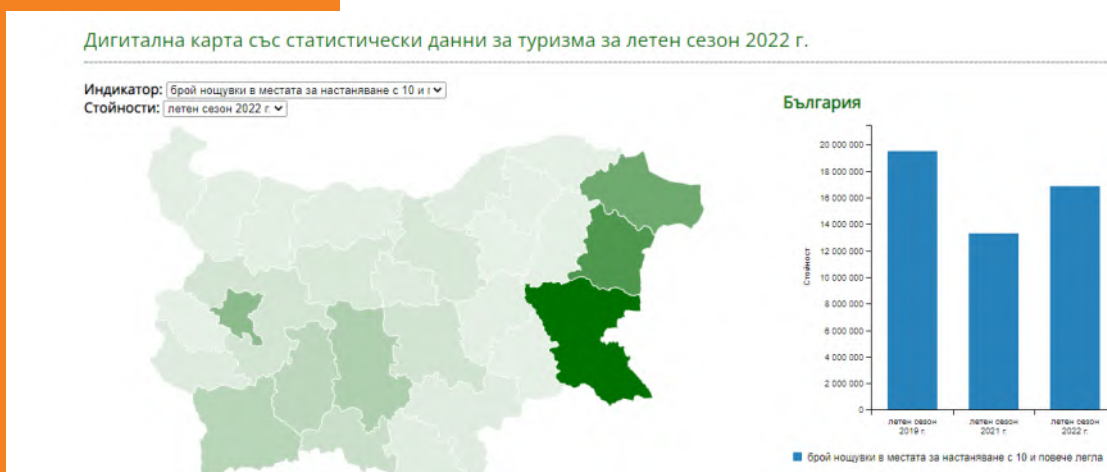 Дигитална карта със статистически данни за туризма за летен сезон 2022 г.
Индикатор: брой нощувки в местата за настаняване с 10 и г
Стойности: летен сезон 2022 г.
България
20 000 000
18 000 000
16 000 000
14 000 000
12 000 000
10 000 000
8 000 000
6 000 000
4 000 000
2 000 000
0
Стойност
летен сезон 2019 г.
летен сезон 2021 г.
летен сезон 2022 г.
брой нощувки в местата за настаняване с 10 и повече легла